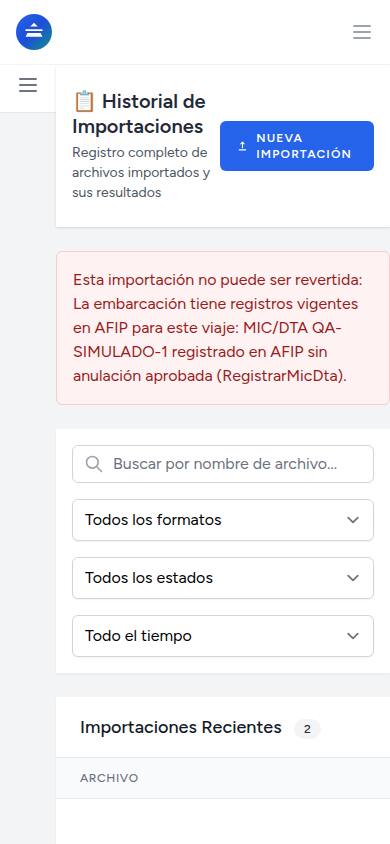 📋 Historial de
Importaciones
Registro completo de
archivos importados y
sus resultados
NUEVA
IMPORTACIÓN
Esta importación no puede ser revertida:
La embarcación tiene registros vigentes
en AFIP para este viaje: MIC/DTA QA-
SIMULADO-1 registrado en AFIP sin
anulación aprobada (RegistrarMicDta).
Buscar por nombre de archivo...
Todos los formatos
Todos los estados
Todo el tiempo
Importaciones Recientes 2
ARCHIVO